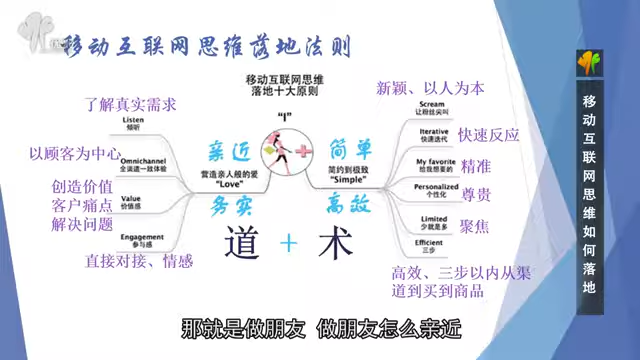 移动互联网思维落地法则
移动互联网思维
落地十大原则
“I”
了解真实需求
Listen
倾听
以顾客为中心
Omnichannel
全渠道一致体验
创造价值
客户痛点
解决问题
Value
价值感
Engagement
参与感
直接对接、情感
亲近
营造亲人般的爱
“Love”
务实
简单
简约到极致
“Simple”
高效
道 + 术
新颖、以人为本
Scream
让粉丝尖叫
Iterative
快速迭代
快速反应
My favorite
给我想要的
精准
Personalized
个性化
尊贵
Limited
少就是多
聚焦
Efficient
三步
高效、三步以内从渠
道到买到商品
移动互联网思维如何落地
那就是做朋友 做朋友怎么亲近